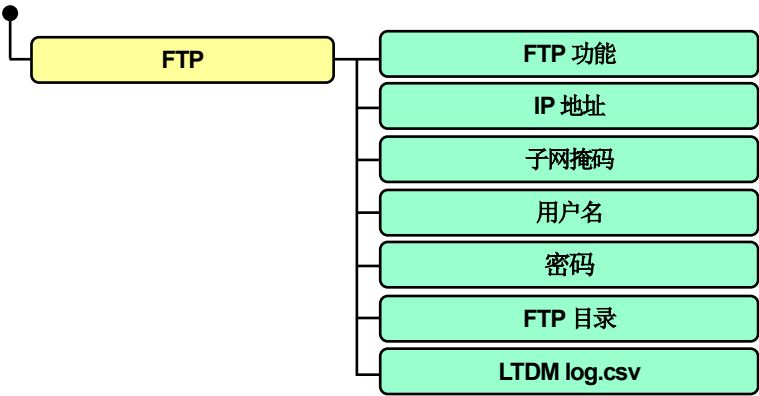 FTP
FTP 功能
IP 地址
子网掩码
用户名
密码
FTP 目录
LTDM log.csv